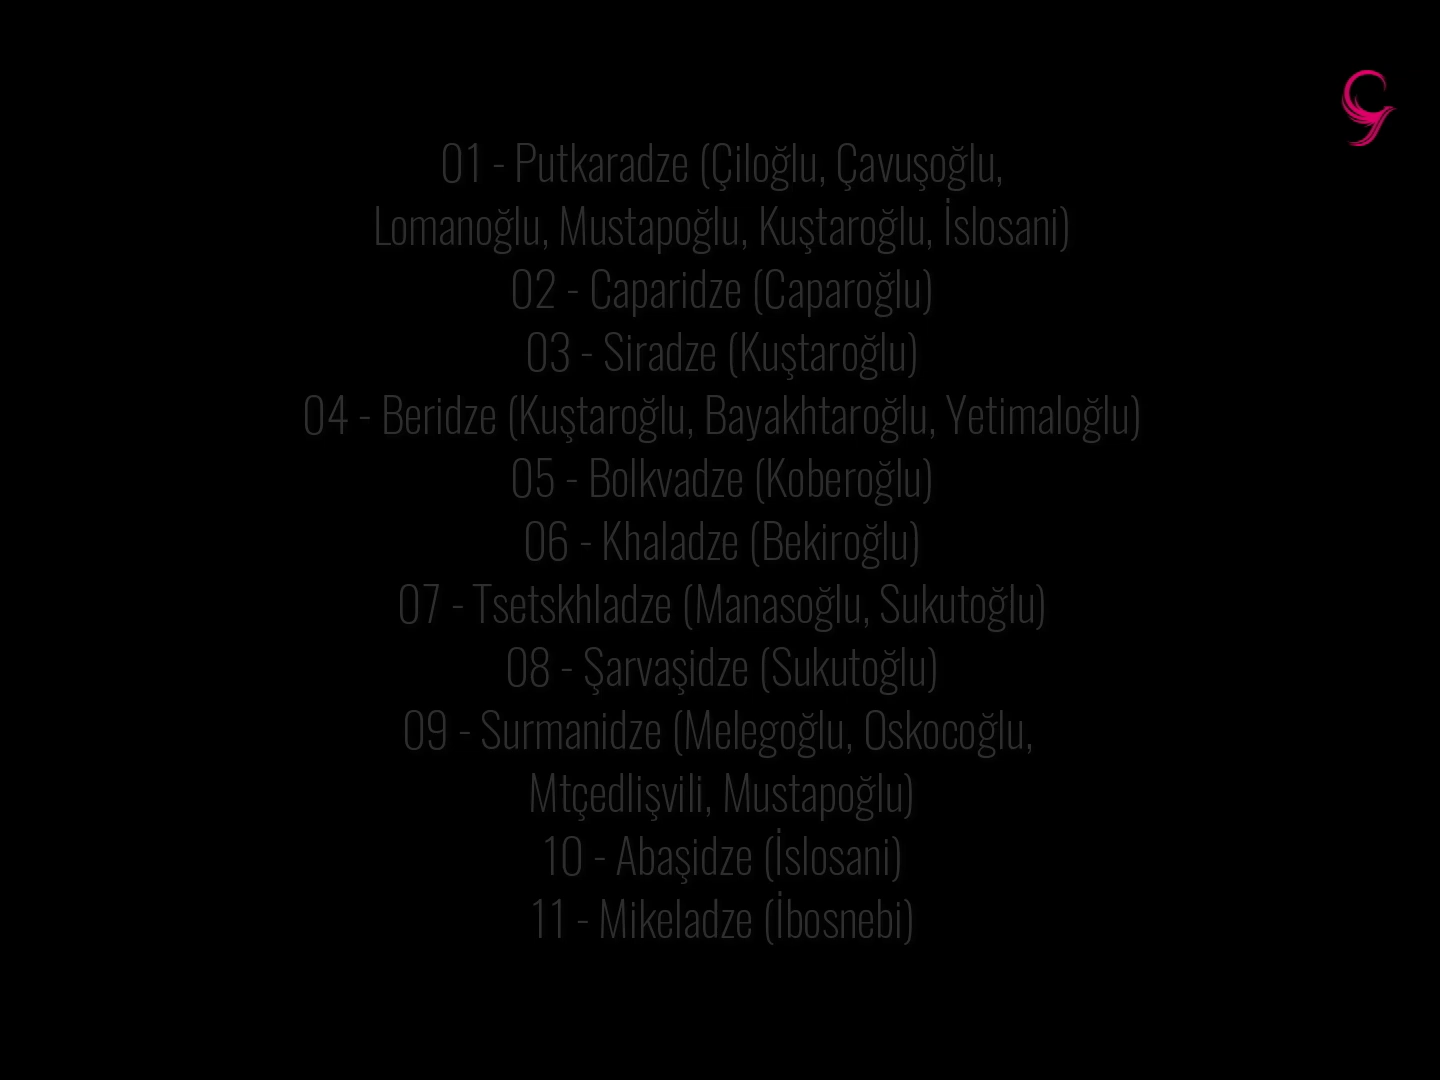 01 - Putkaradze (Çiloğlu, Çavuşoğlu,
Lomanoğlu, Mustapoğlu, Kuştaroğlu, İslosani)
02 - Caparidze (Caparoğlu)
03 - Siradze (Kuştaroğlu)
04 - Beridze (Kuştaroğlu, Bayakhtaroğlu, Yetimaloğlu)
05 - Bolkvadze (Koberoğlu)
06 - Khaladze (Bekiroğlu)
07 - Tsetskhladze (Manasoğlu, Sukutoğlu)
08 - Şarvaşidze (Sukutoğlu)
09 - Surmanidze (Melegoğlu, Oskocoğlu,
Mtçedlişvili, Mustapoğlu)
10 - Abaşidze (İslosani)
11 - Mikeladze (İbosnebi)